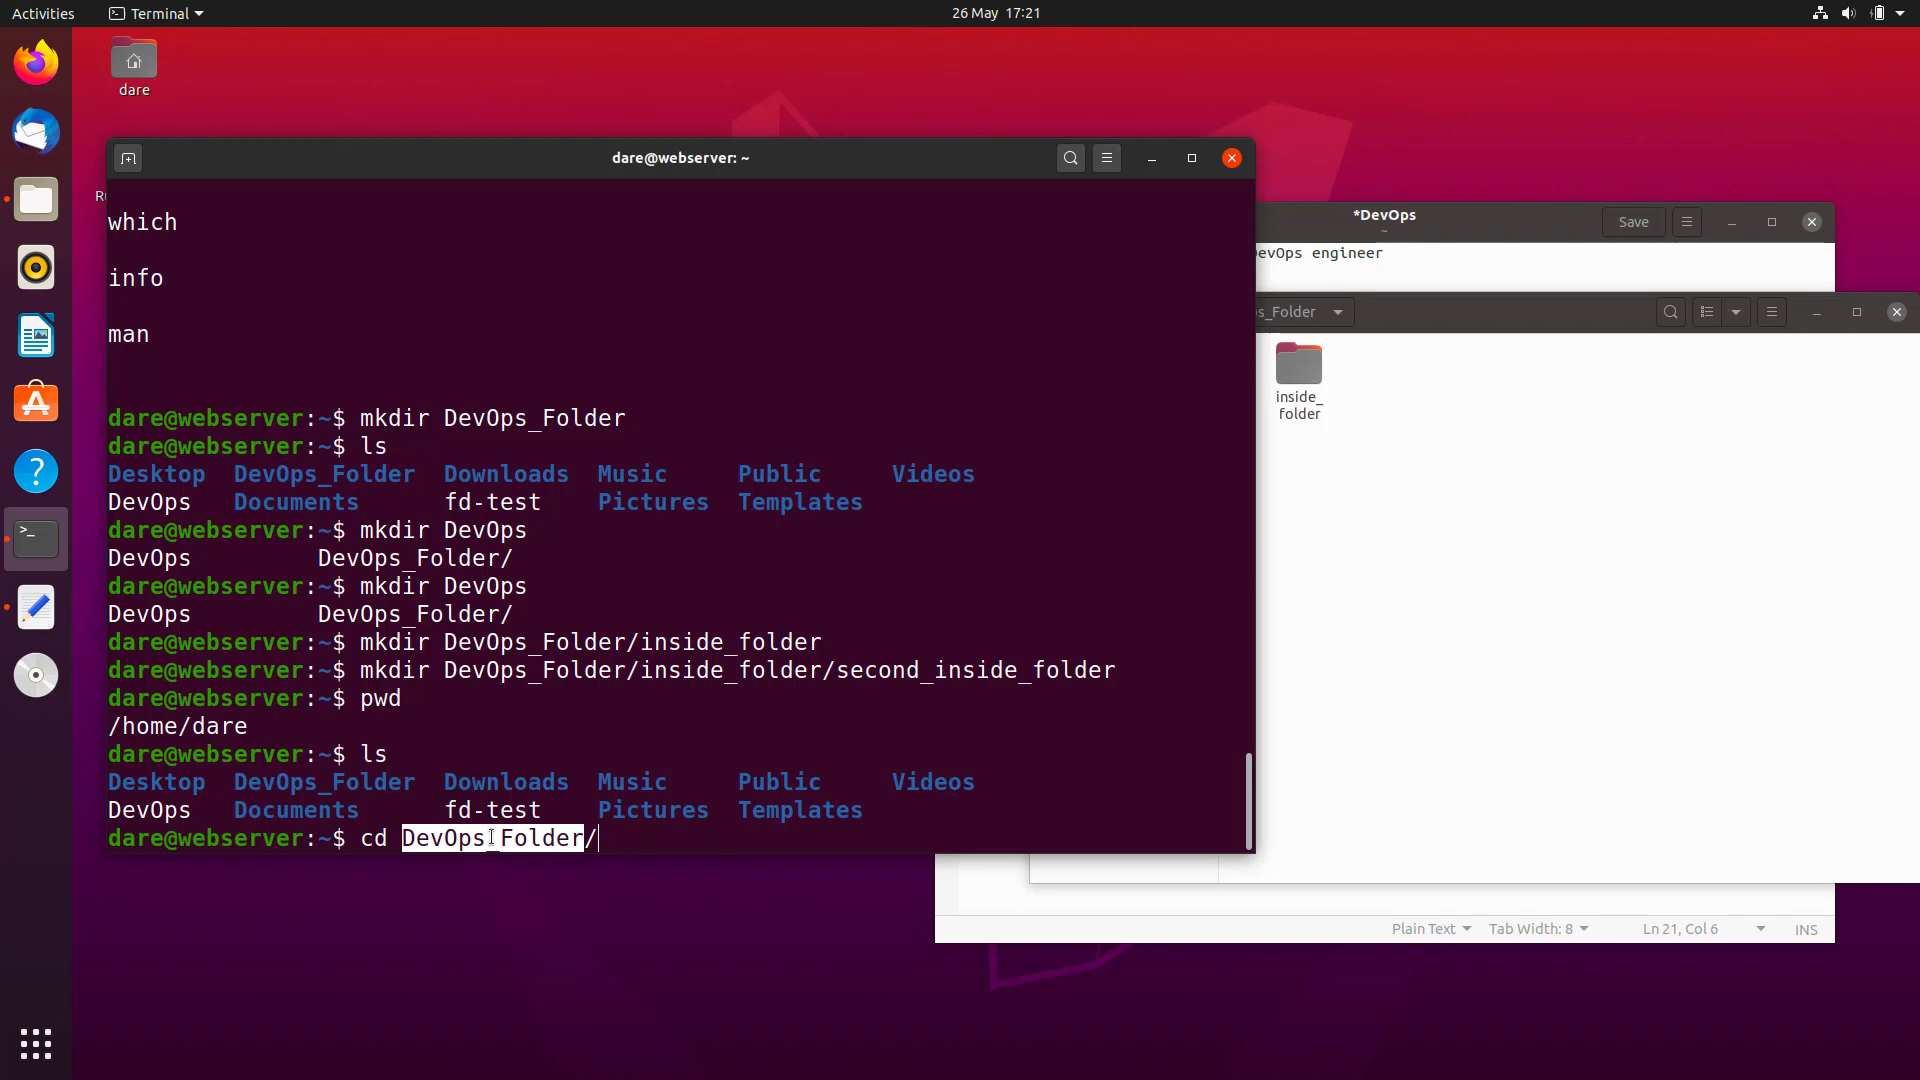 Activities Terminal 26 May 17:21
dare
dare@webserver: ~
which
info
man
dare@webserver:~$ mkdir DevOps_Folder
dare@webserver:~$ ls
Desktop DevOps_Folder Downloads Music Public Videos
DevOps Documents fd-test Pictures Templates
dare@webserver:~$ mkdir DevOps
DevOps DevOps_Folder/
dare@webserver:~$ mkdir DevOps
DevOps DevOps_Folder/
dare@webserver:~$ mkdir DevOps_Folder/inside_folder
dare@webserver:~$ mkdir DevOps_Folder/inside_folder/second_inside_folder
dare@webserver:~$ pwd
/home/dare
dare@webserver:~$ ls
Desktop DevOps_Folder Downloads Music Public Videos
DevOps Documents fd-test Pictures Templates
dare@webserver:~$ cd DevOps_Folder/
*DevOps
~
Save
DevOps engineer
s_Folder
inside_
folder
Plain Text Tab Width: 8 Ln 21, Col 6 INS